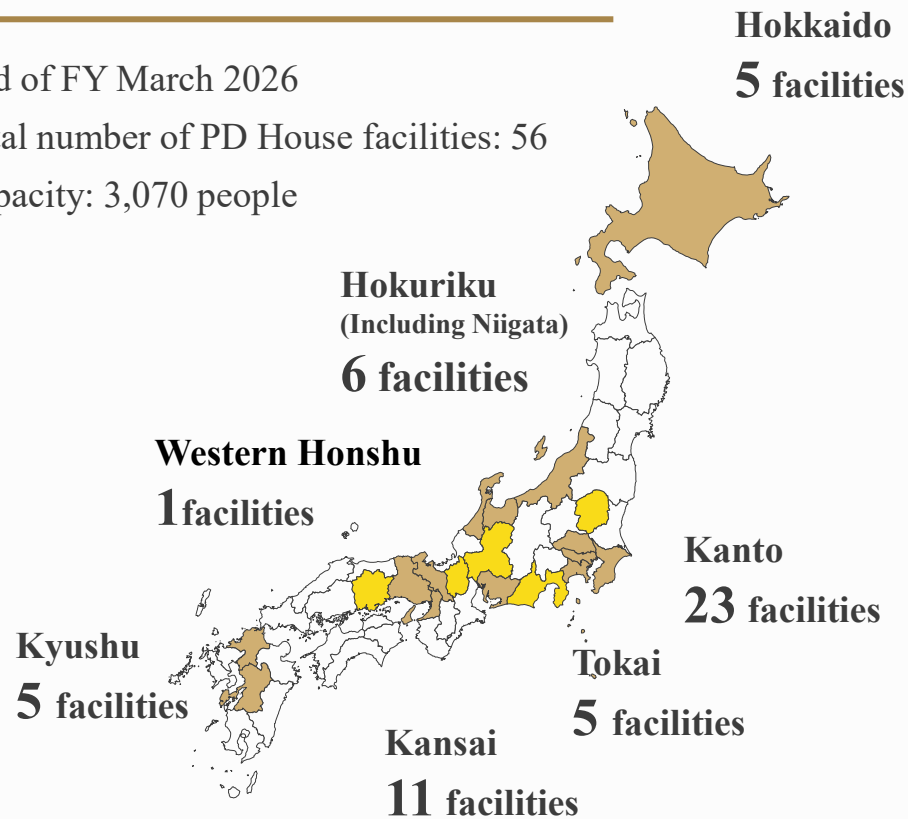 d of FY March 2026
tal number of PD House facilities: 56
pacity: 3,070 people
Hokkaido
5 facilities
Hokuriku
(Including Niigata)
6 facilities
Western Honshu
1facilities
Kanto
23 facilities
Kyushu
5 facilities
Tokai
5 facilities
Kansai
11 facilities